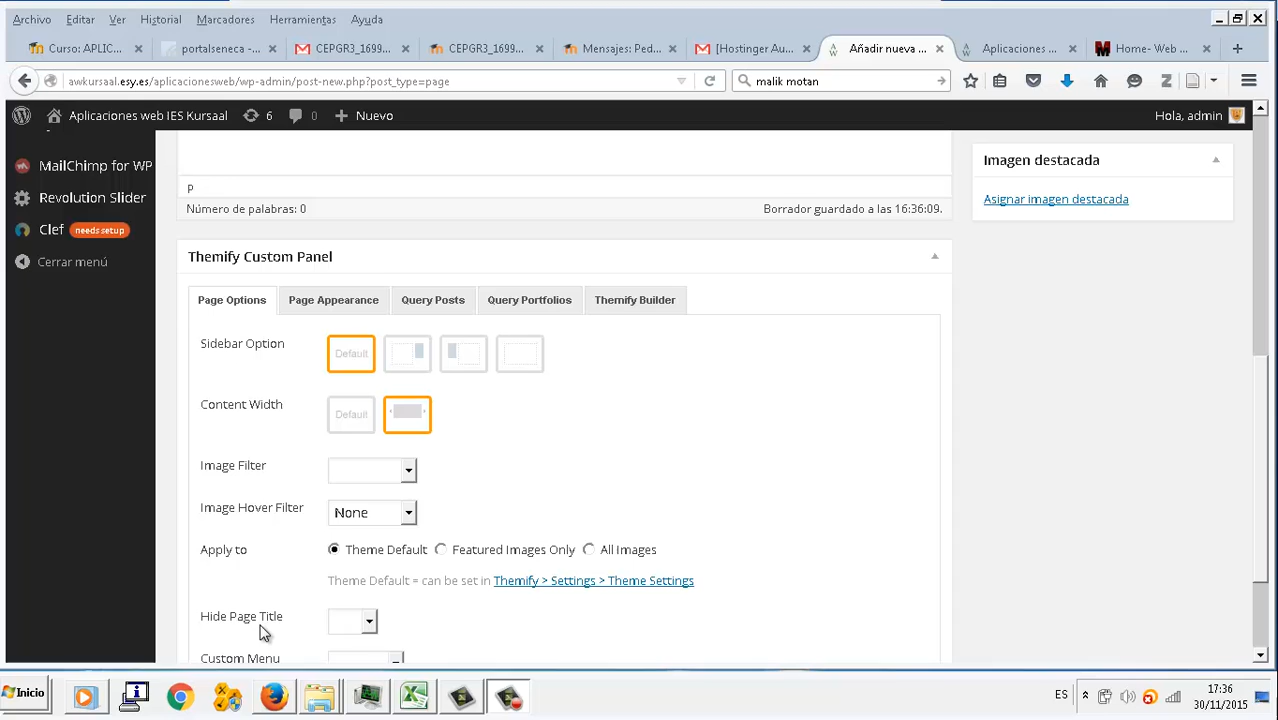 Archivo Editar Ver Historial Marcadores Herramientas Ayuda
Curso: APLIC... portalseneco ... CEPGR3_1699... CEPGR3_1699... Mensajes: Ped... [Hostinger Au... Añadir nueva ... Aplicaciones ... Home- Web ...
awkursaal.esy.es/aplicacionesweb/wp-admin/post-new.php?post_type=page malik motan
Aplicaciones web IES Kursaal 6 0 Nuevo Hola, admin
MailChimp for WP
Revolution Slider
Clef needs setup
Cerrar menú
p
Número de palabras: 0 Borrador guardado a las 16:36:09.
Imagen destacada
Asignar imagen destacada
Themify Custom Panel
Page Options Page Appearance Query Posts Query Portfolios Themify Builder
Sidebar Option Default
Content Width Default
Image Filter
Image Hover Filter None
Apply to Theme Default Featured Images Only All Images
Theme Default = can be set in Themify > Settings > Theme Settings
Hide Page Title
Custom Menu
Inicio ES 17:36
30/11/2015